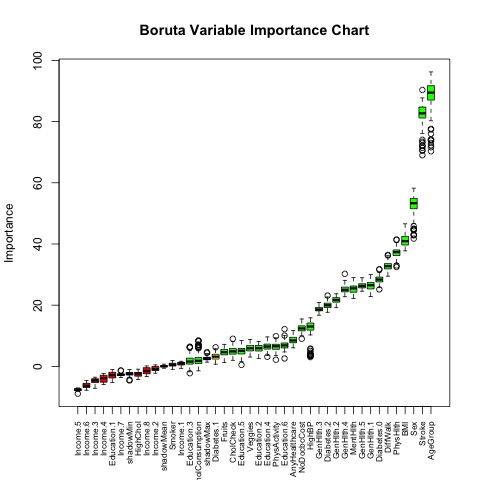 Boruta Variable Importance Chart
Importance
0
20
40
60
80
100
Income.5
Income.6
Income.3
Income.4
Education.1
Income.7
shadowMin
HighChol
Income.8
Income.2
shadowMean
Smoker
Income.1
Education.3
holConsumption
shadowMax
Diabetes.1
Fruits
CholCheck
Education.5
Veggies
Education.2
Education.4
PhysActivity
Education.6
AnyHealthcare
NoDocbcCost
HighBP
GenHlth.3
Diabetes.2
GenHlth.2
GenHlth.4
MentHlth
GenHlth.5
GenHlth.1
Diabetes.0
DiffWalk
PhysHlth
BMI
Sex
Stroke
AgeGroup